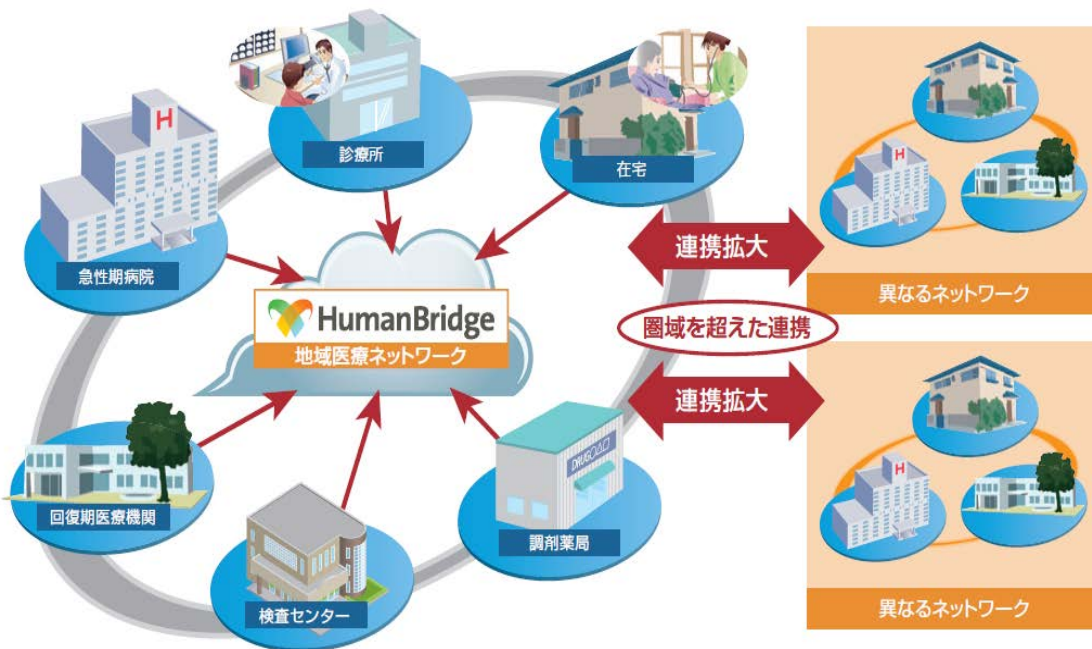 診療所
在宅
急性期病院
H
HumanBridge
地域医療ネットワーク
回復期医療機関
検査センター
調剤薬局
DRUG○△□
連携拡大
圏域を超えた連携
連携拡大
H
異なるネットワーク
H
異なるネットワーク